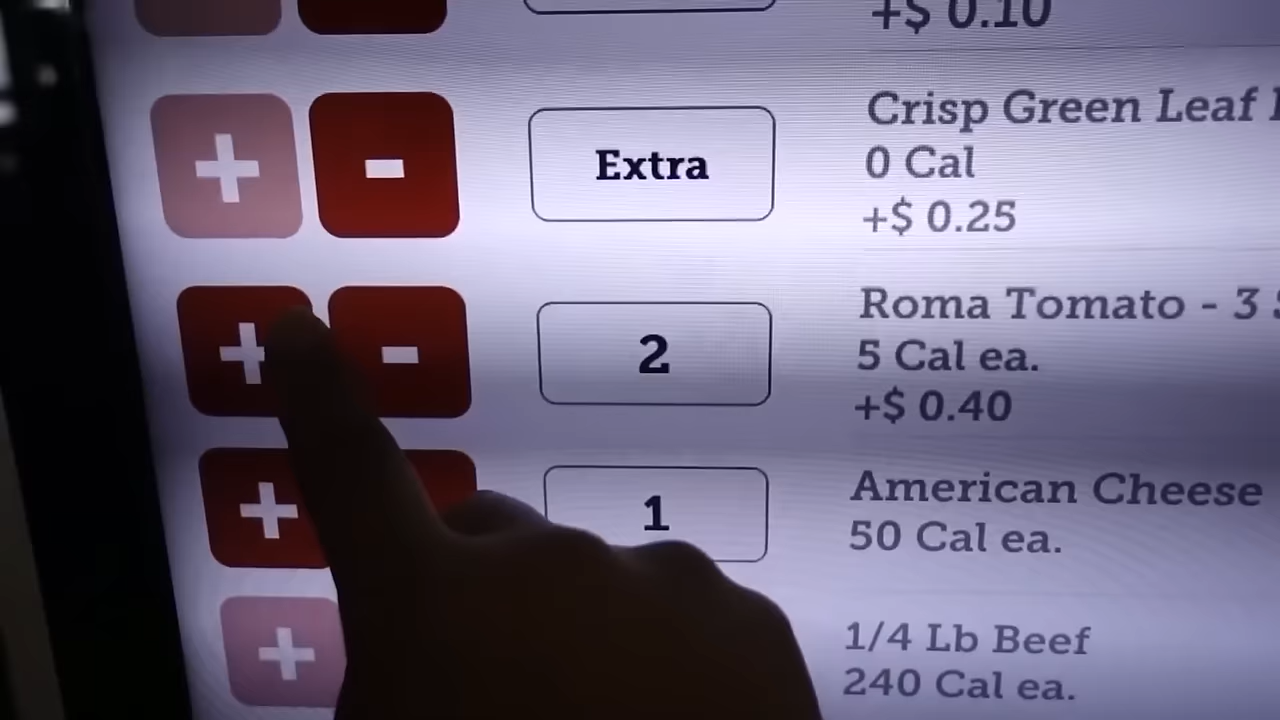 +$ 0.10
+ - Extra Crisp Green Leaf
0 Cal
+$ 0.25
+ - 2 Roma Tomato - 3
5 Cal ea.
+$ 0.40
+ 1 American Cheese
50 Cal ea.
+ 1/4 Lb Beef
240 Cal ea.